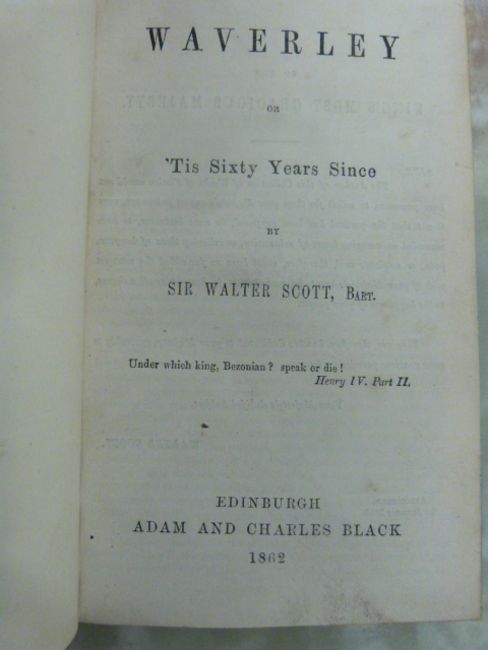 WAVERLEY
OR
'Tis Sixty Years Since
BY
SIR WALTER SCOTT, BART.
Under which king, Bezonian? speak or die!
Henry IV. Part II.
EDINBURGH
ADAM AND CHARLES BLACK
1862